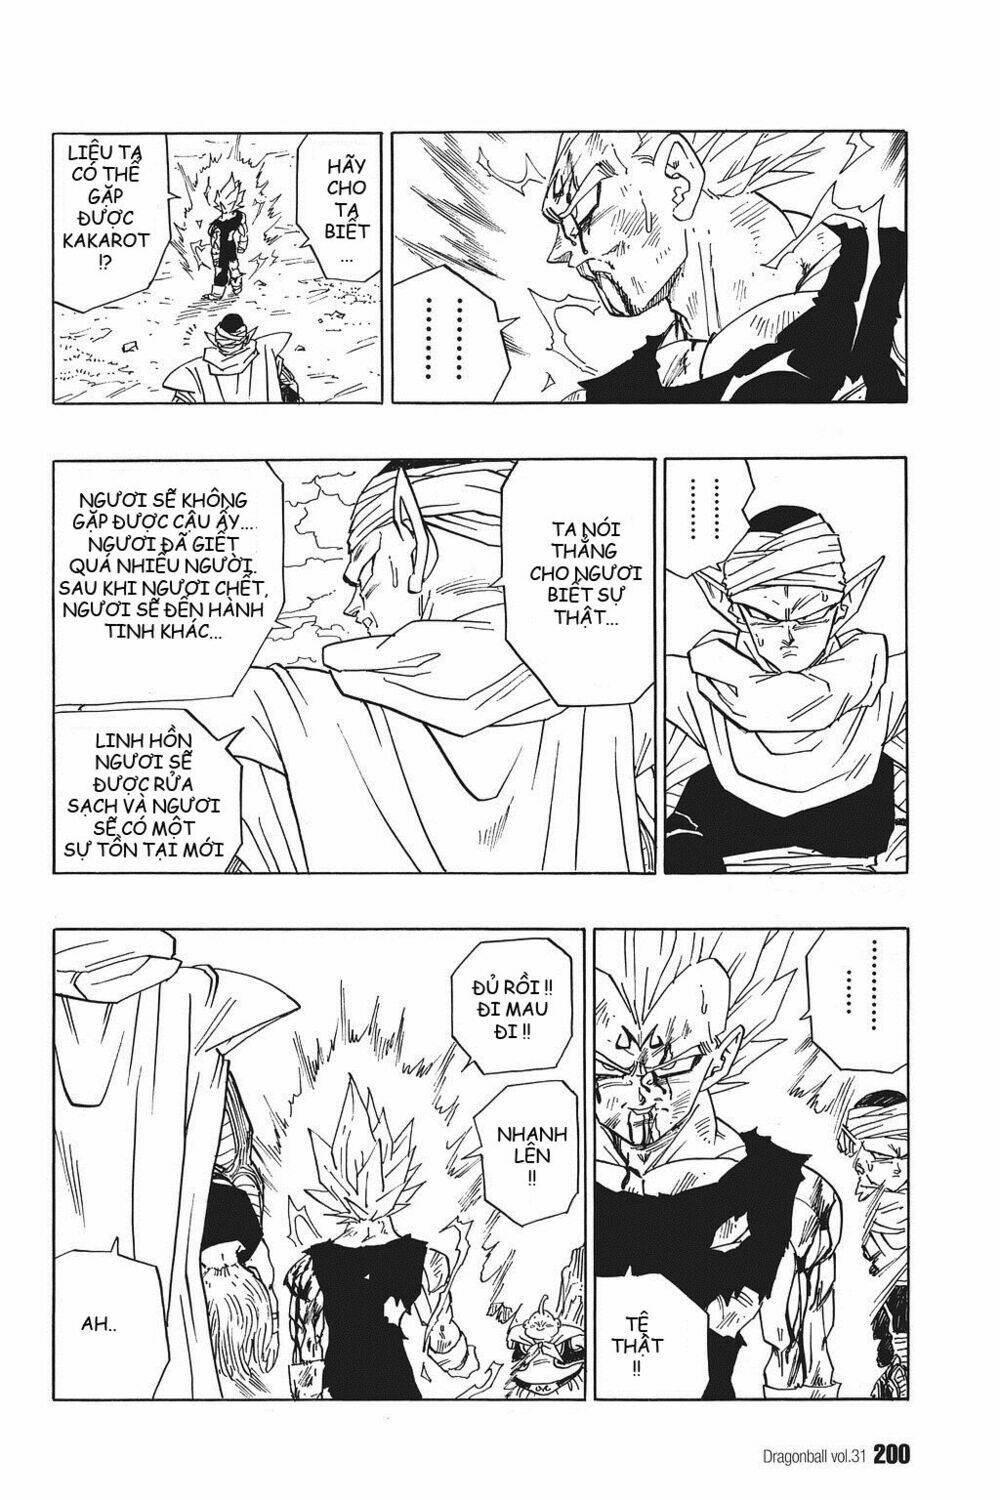 HÃY
CHO
TA
BIẾT
...
LIỆU TA
CÓ THỂ
GẶP
ĐƯỢC
KAKAROT
!?
TA NÓI
THẲNG
CHO NGƯƠI
BIẾT SỰ
THẬT...
NGƯƠI SẼ KHÔNG
GẶP ĐƯỢC CẬU ẤY...
NGƯƠI ĐÃ GIẾT
QUÁ NHIỀU NGƯỜI.
SAU KHI NGƯƠI CHẾT,
NGƯƠI SẼ ĐẾN HÀNH
TINH KHÁC...
LINH HỒN
NGƯƠI SẼ
ĐƯỢC RỬA
SẠCH VÀ NGƯƠI
SẼ CÓ MỘT
SỰ TỒN TẠI MỚI
TỆ
THẬT
!!
ĐỦ RỒI !!
ĐI MAU
ĐI !!
NHANH
LÊN
!!
AH..
Dragonball vol.31 200